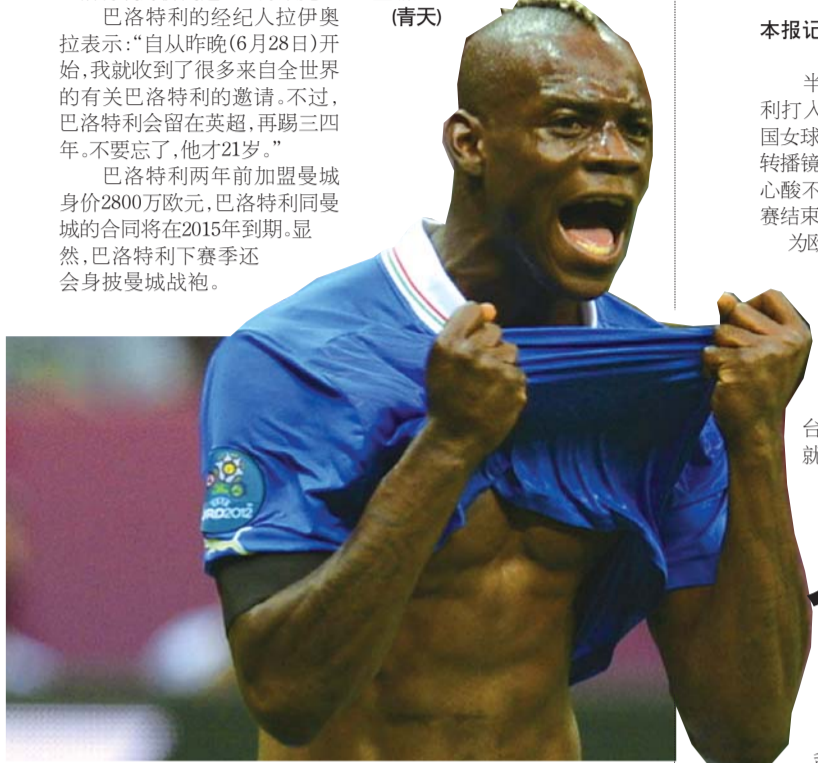 巴洛特利的经纪人拉伊奥
拉表示:“自从昨晚(6月28日)开
始,我就收到了很多来自全世界
的有关巴洛特利的邀请。不过,
巴洛特利会留在英超,再踢三四
年。不要忘了,他才21岁。”
巴洛特利两年前加盟曼城
身价2800万欧元,巴洛特利同曼
城的合同将在2015年到期。显
然,巴洛特利下赛季还
会身披曼城战袍。
(青天)
本报记
半
利打入
国女球
转播镜
心酸不
赛结束
为欧
台
就
2012